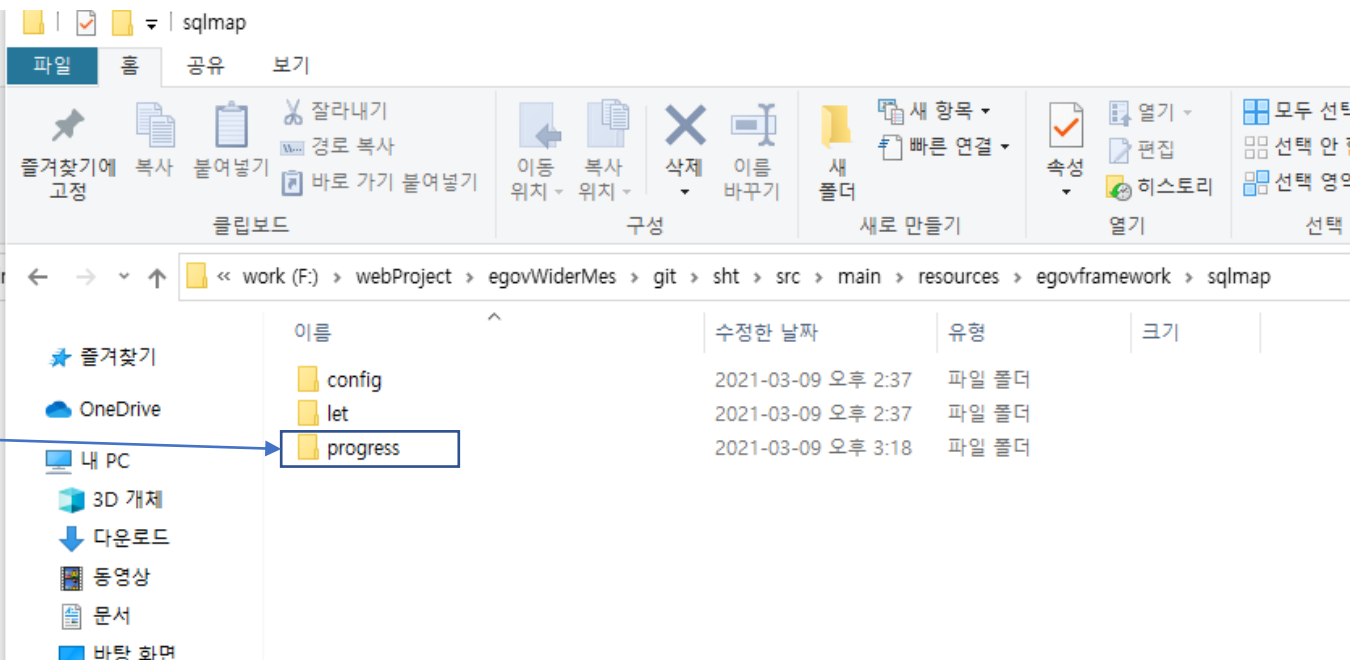 sqlmap
파일 홈 공유 보기
즐겨찾기에 고정
복사
붙여넣기
잘라내기
경로 복사
바로 가기 붙여넣기
클립보드
이동 위치
복사 위치
삭제
이름 바꾸기
구성
새 폴더
새 항목
빠른 연결
새로 만들기
속성
열기
편집
히스토리
열기
모두 선택
선택 안
선택 영역
선택
« work (F:) > webProject > egovWiderMes > git > sht > src > main > resources > egovframework > sqlmap
이름 수정한 날짜 유형 크기
config 2021-03-09 오후 2:37 파일 폴더
let 2021-03-09 오후 2:37 파일 폴더
progress 2021-03-09 오후 3:18 파일 폴더
즐겨찾기
OneDrive
내 PC
3D 개체
다운로드
동영상
문서
바탕 화면